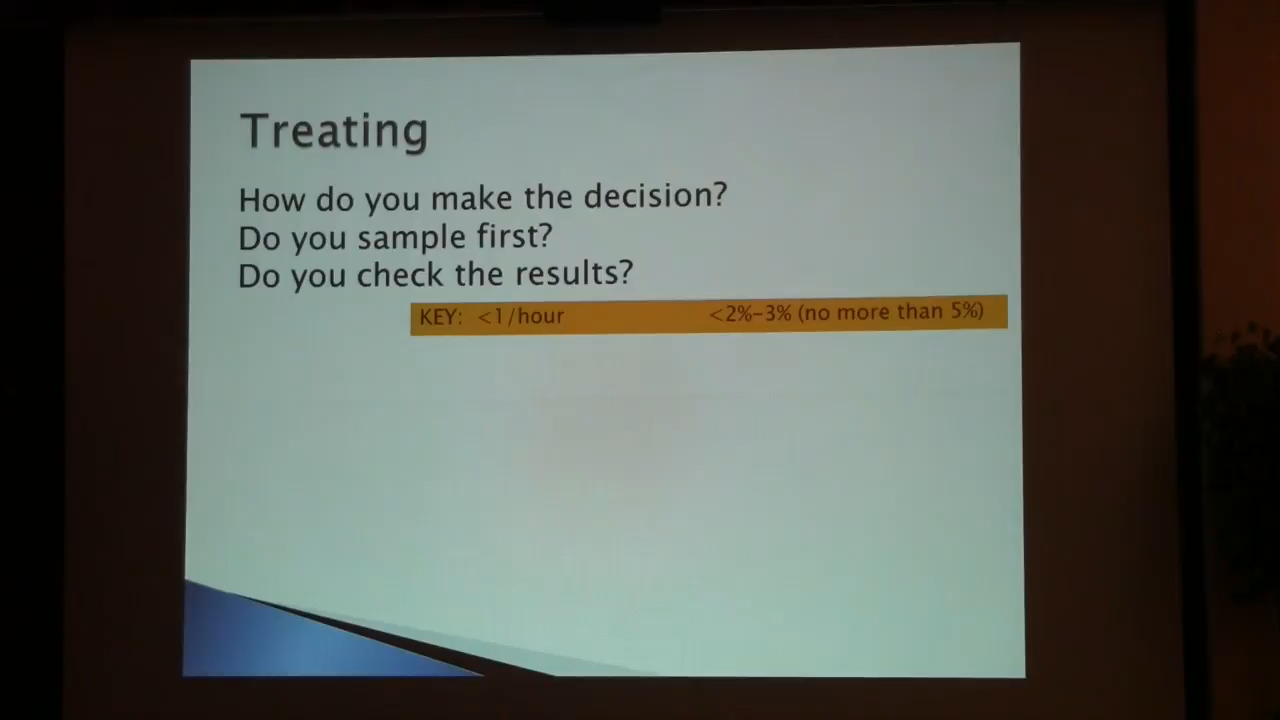 Treating
How do you make the decision?
Do you sample first?
Do you check the results?
KEY: <1/hour <2%-3% (no more than 5%)